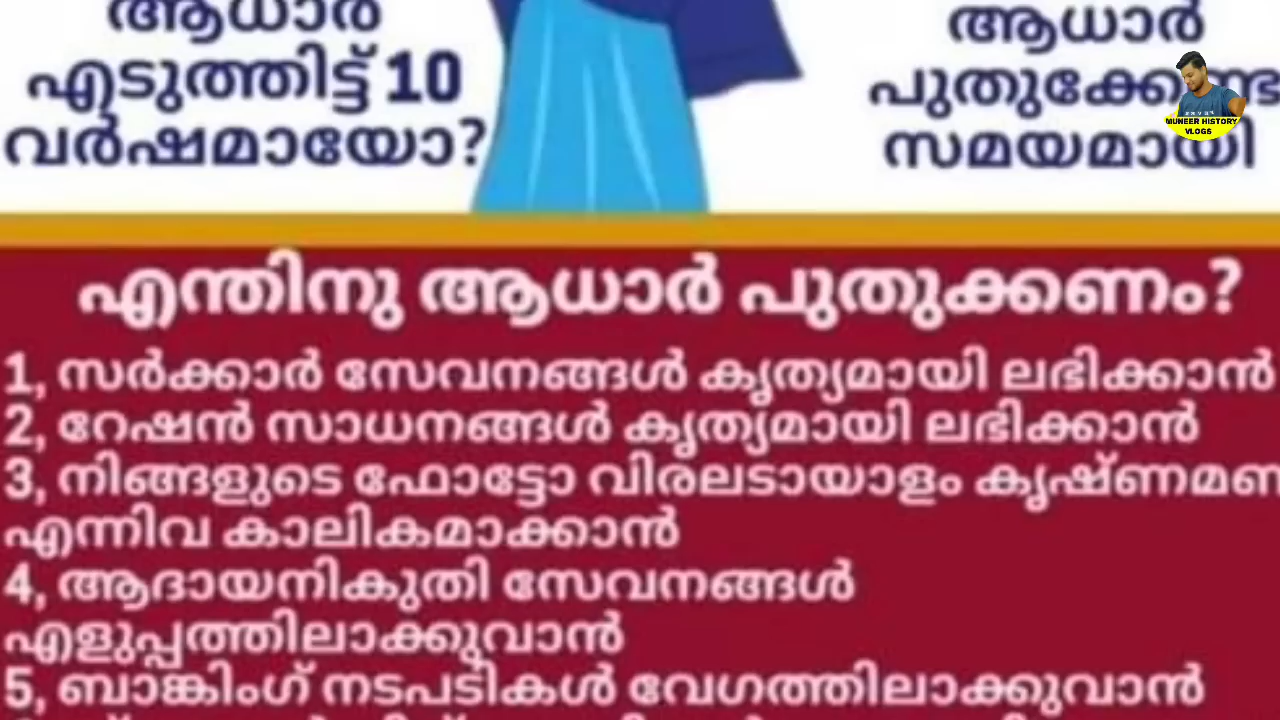 ആധാർ
എടുത്തിട്ട് 10
വർഷമായോ?
ആധാർ
പുതുക്കേണ്ട
സമയമായി
MUNEER HISTORY
VLOGS
എന്തിനു ആധാർ പുതുക്കണം?
1, സർക്കാർ സേവനങ്ങൾ കൃത്യമായി ലഭിക്കാൻ
2, റേഷൻ സാധനങ്ങൾ കൃത്യമായി ലഭിക്കാൻ
3, നിങ്ങളുടെ ഫോട്ടോ വിരലടായാളം കൃഷ്ണമണ
എന്നിവ കാലികമാക്കാൻ
4, ആദായനികുതി സേവനങ്ങൾ
എളുപ്പത്തിലാക്കുവാൻ
5, ബാങ്കിംഗ് നടപടികൾ വേഗത്തിലാക്കുവാൻ